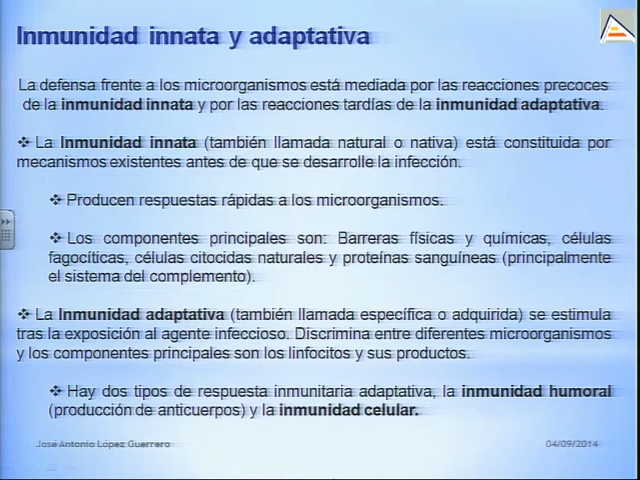 Inmunidad innata y adaptativa
La defensa frente a los microorganismos está mediada por las reacciones precoces
de la inmunidad innata y por las reacciones tardías de la inmunidad adaptativa.
❖ La Inmunidad innata (también llamada natural o nativa) está constituida por
mecanismos existentes antes de que se desarrolle la infección.
❖ Producen respuestas rápidas a los microorganismos.
❖ Los componentes principales son: Barreras físicas y químicas, células
fagocíticas, células citocidas naturales y proteínas sanguíneas (principalmente
el sistema del complemento).
❖ La Inmunidad adaptativa (también llamada específica o adquirida) se estimula
tras la exposición al agente infeccioso. Discrimina entre diferentes microorganismos
y los componentes principales son los linfocitos y sus productos.
❖ Hay dos tipos de respuesta inmunitaria adaptativa, la inmunidad humoral
(producción de anticuerpos) y la inmunidad celular.
José Antonio López Guerrero 04/09/2014